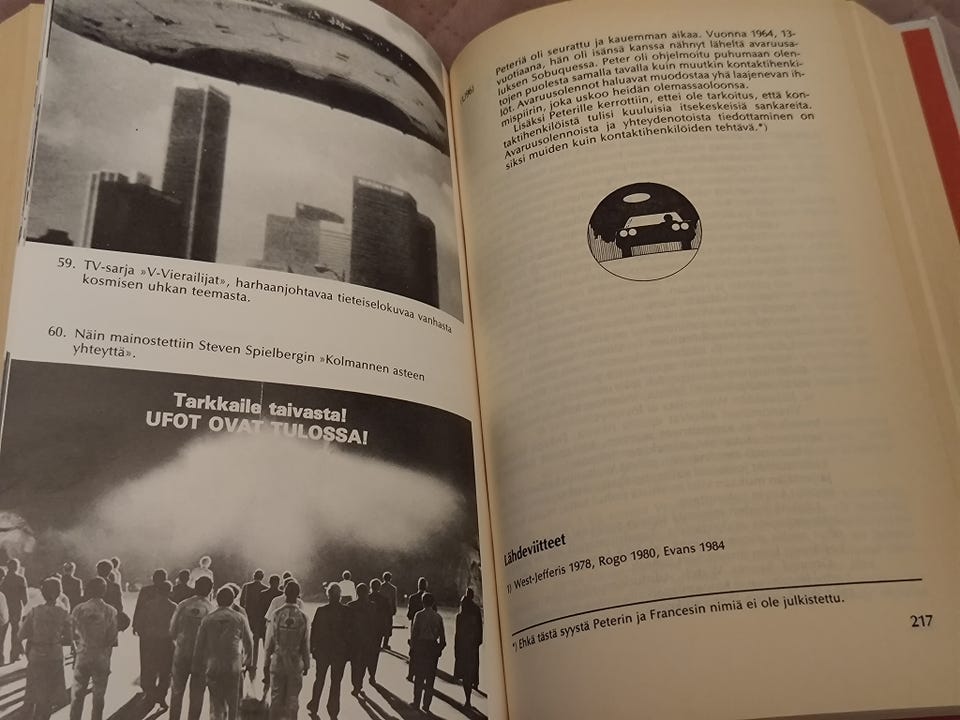 59. TV-sarja »V-Vierailijat», harhaanjohtavaa tieteiselokuvaa vanhasta
kosmisen uhkan teemasta.
60. Näin mainostettiin Steven Spielbergin »Kolmannen asteen
yhteyttä».
Tarkkaile taivasta!
UFOT OVAT TULOSSA!
Peteriä oli seurattu ja kauemman aikaa. Vuonna 1964, 13-
vuotiaana, hän oli isänsä kanssa nähnyt läheltä avaruusa-
luksen Sobuquessa. Peter oli ohjelmoitu puhumaan olen-
tojen puolesta samalla tavalla kuin muutkin kontaktihenki-
löt. Avaruusolennot haluavat muodostaa yhä laajenevan ih-
mispiirin, joka uskoo heidän olemassaoloonsa.
Lisäksi Peterille kerrottiin, ettei ole tarkoitus, että kon-
taktihenkilöistä tulisi kuuluisia itsekeskeisiä sankareita.
Avaruusolennoista ja yhteydenotoista tiedottaminen on
siksi muiden kuin kontaktihenkilöiden tehtävä.*)
Lähdeviitteet
1) West-Jefferis 1978, Rogo 1980, Evans 1984
*) Ehkä tästä syystä Peterin ja Francesin nimiä ei ole julkistettu.
217